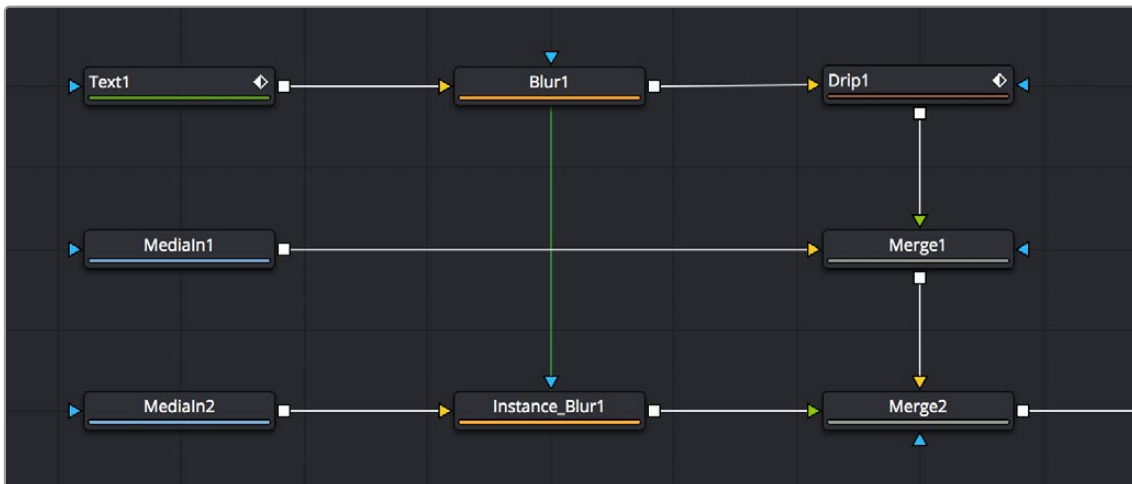 Text1
Blur1
Drip1
MediaIn1
Merge1
MediaIn2
Instance_Blur1
Merge2